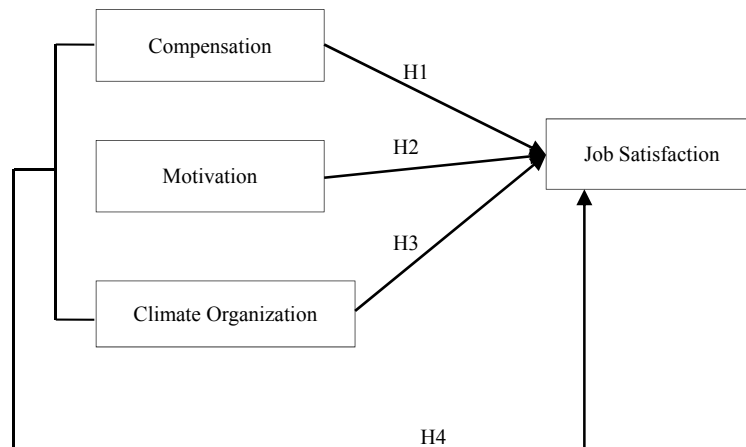 Compensation
H1
Job Satisfaction
H2
Motivation
H3
Climate Organization
H4